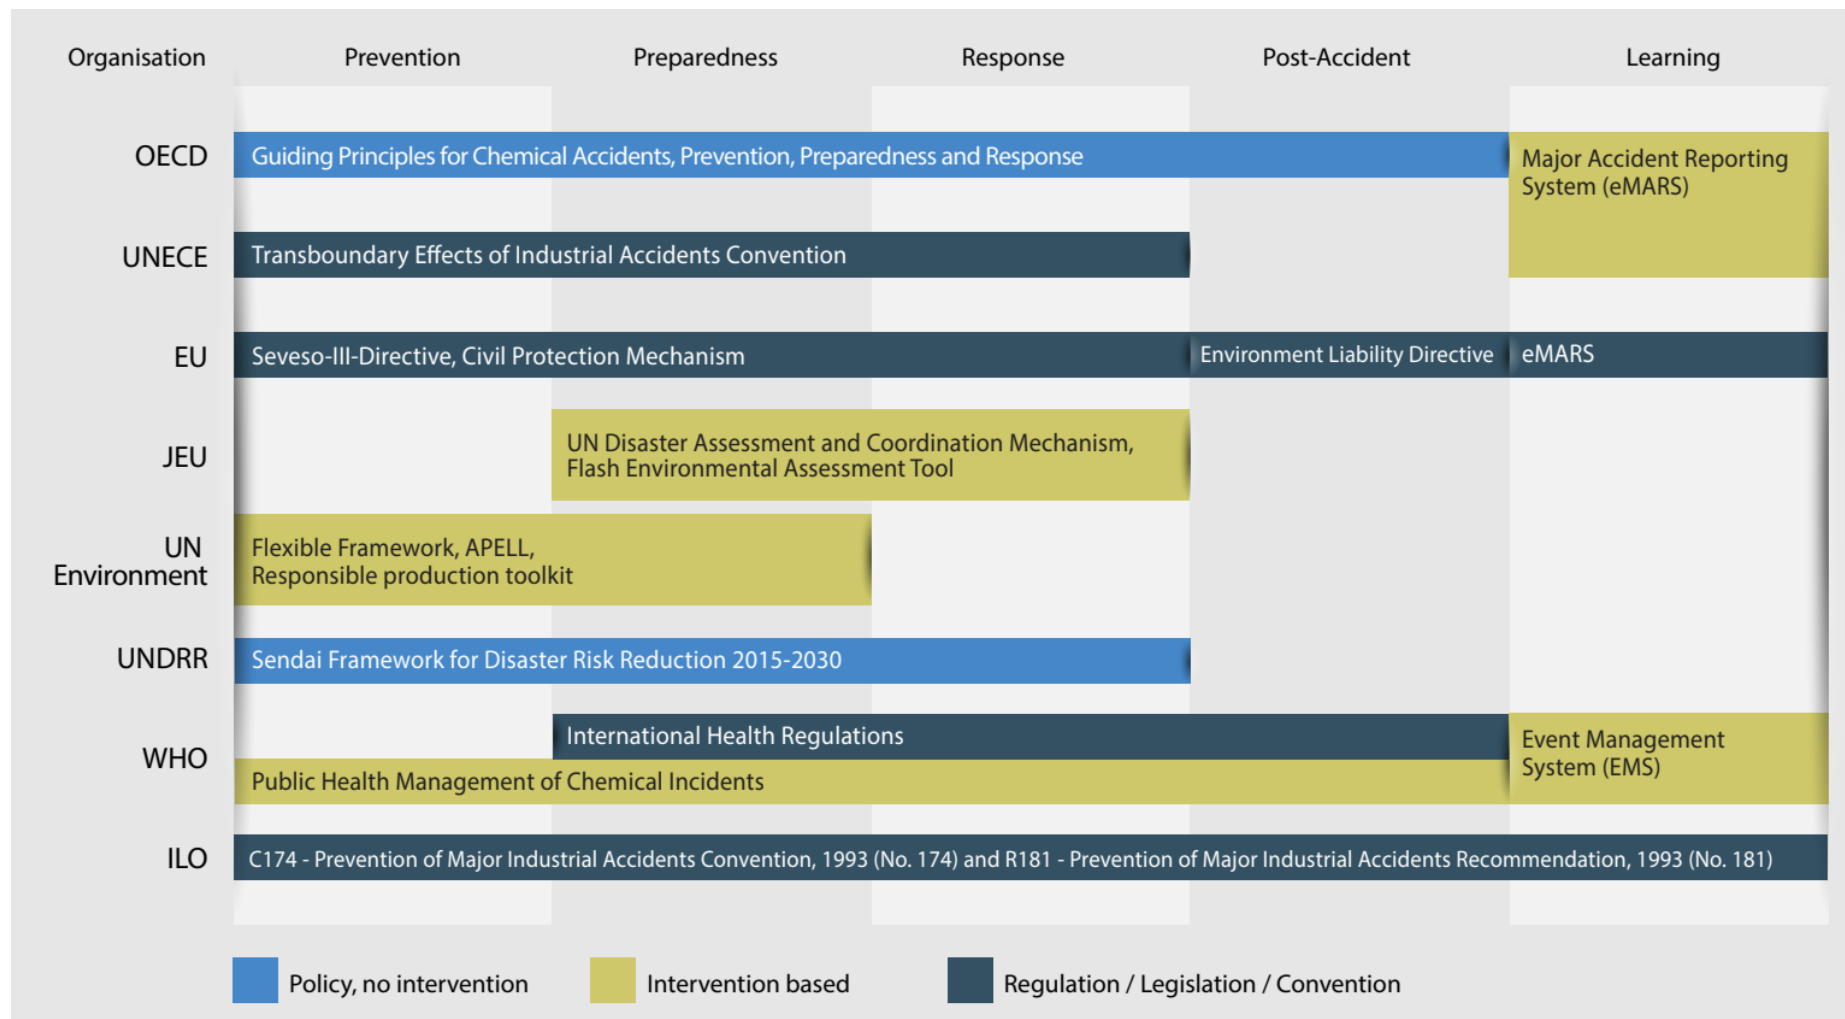 Organisation Prevention Preparedness Response Post-Accident Learning
OECD
Guiding Principles for Chemical Accidents, Prevention, Preparedness and Response
Major Accident Reporting
System (eMARS)
UNECE
Transboundary Effects of Industrial Accidents Convention
EU
Seveso-III-Directive, Civil Protection Mechanism
Environment Liability Directive
eMARS
JEU
UN Disaster Assessment and Coordination Mechanism,
Flash Environmental Assessment Tool
UN
Environment
Flexible Framework, APELL,
Responsible production toolkit
UNDRR
Sendai Framework for Disaster Risk Reduction 2015-2030
WHO
International Health Regulations
Public Health Management of Chemical Incidents
Event Management
System (EMS)
ILO
C174 - Prevention of Major Industrial Accidents Convention, 1993 (No. 174) and R181 - Prevention of Major Industrial Accidents Recommendation, 1993 (No. 181)
Policy, no intervention
Intervention based
Regulation / Legislation / Convention